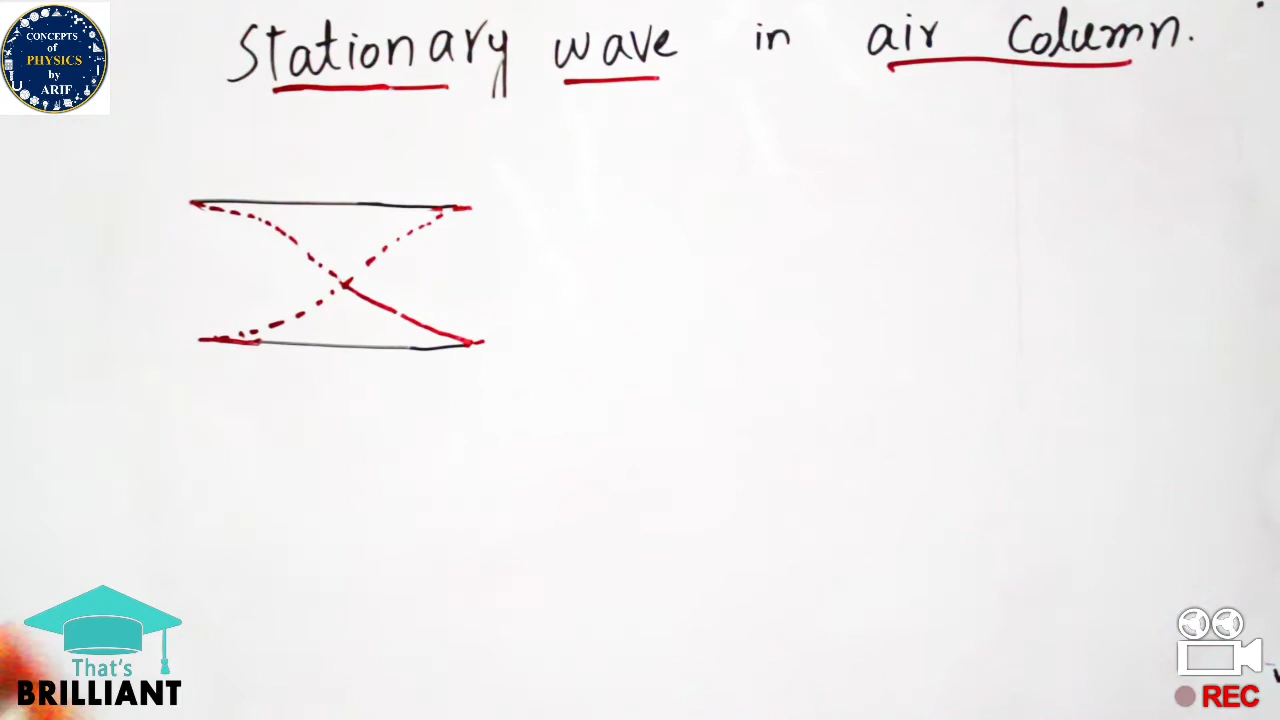 Stationary wave in air Column.
CONCEPTS
of
PHYSICS
by
ARIF
That's
BRILLIANT
REC